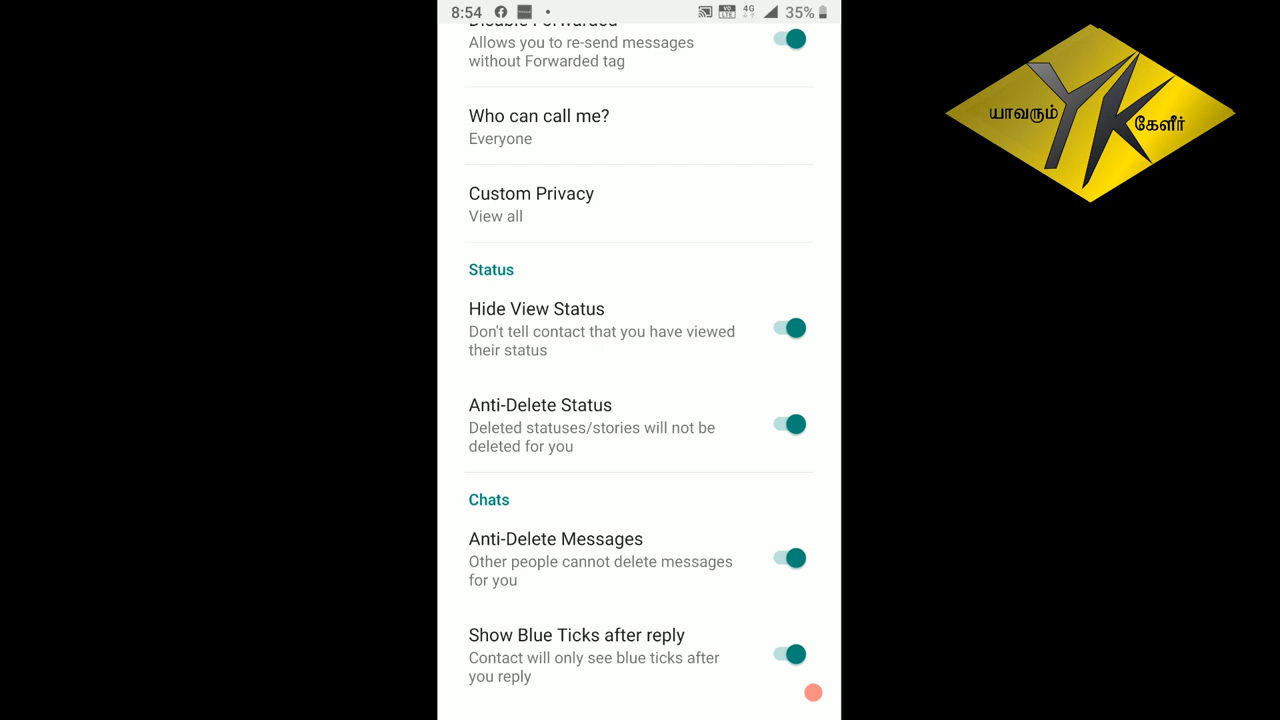 8:54
4G
35%
Disable Forwarded
Allows you to re-send messages
without Forwarded tag
Who can call me?
Everyone
Custom Privacy
View all
Status
Hide View Status
Don't tell contact that you have viewed
their status
Anti-Delete Status
Deleted statuses/stories will not be
deleted for you
Chats
Anti-Delete Messages
Other people cannot delete messages
for you
Show Blue Ticks after reply
Contact will only see blue ticks after
you reply
யாவரும் YK கேளீர்